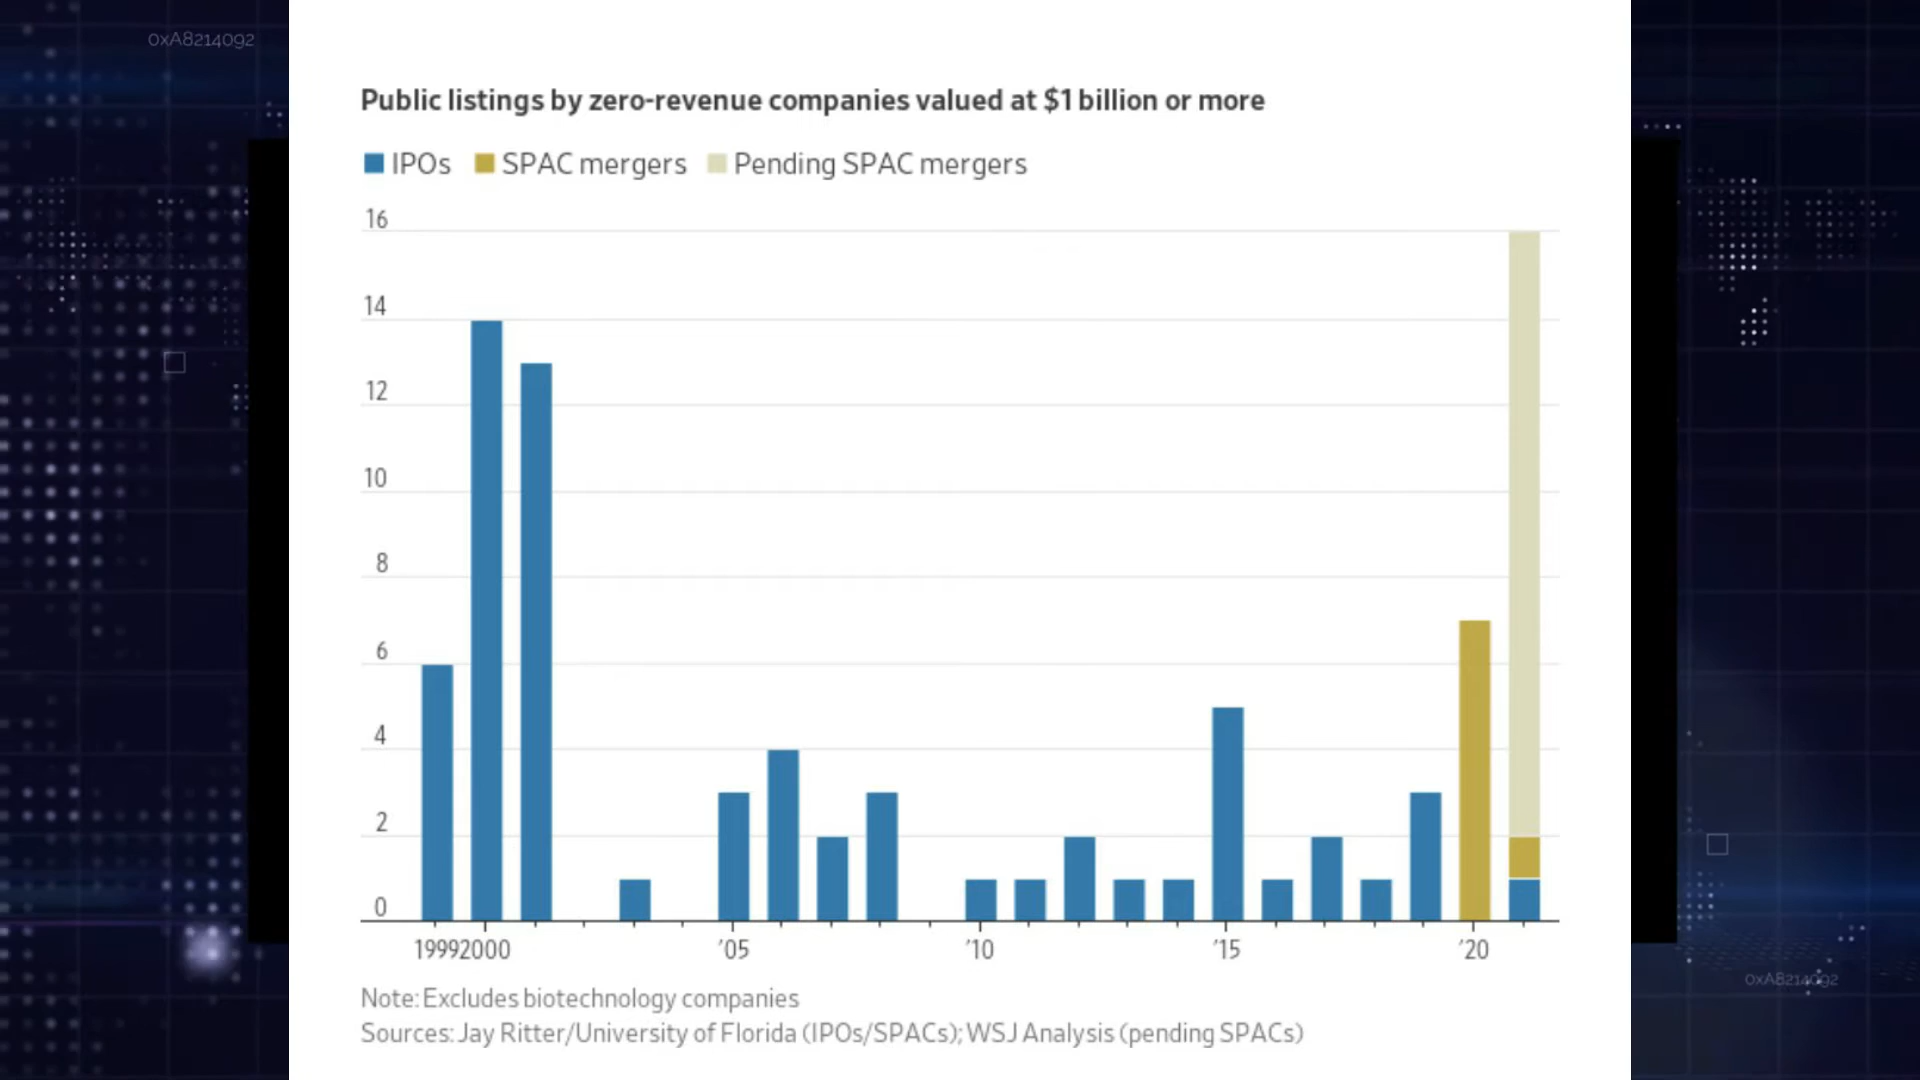 0xA8214092
Public listings by zero-revenue companies valued at $1 billion or more
IPOs SPAC mergers Pending SPAC mergers
16
14
12
10
8
6
4
2
0
1999 2000 ’05 ’10 ’15 ’20
Note: Excludes biotechnology companies
Sources: Jay Ritter/University of Florida (IPOs/SPACs); WSJ Analysis (pending SPACs)
0xA8214092